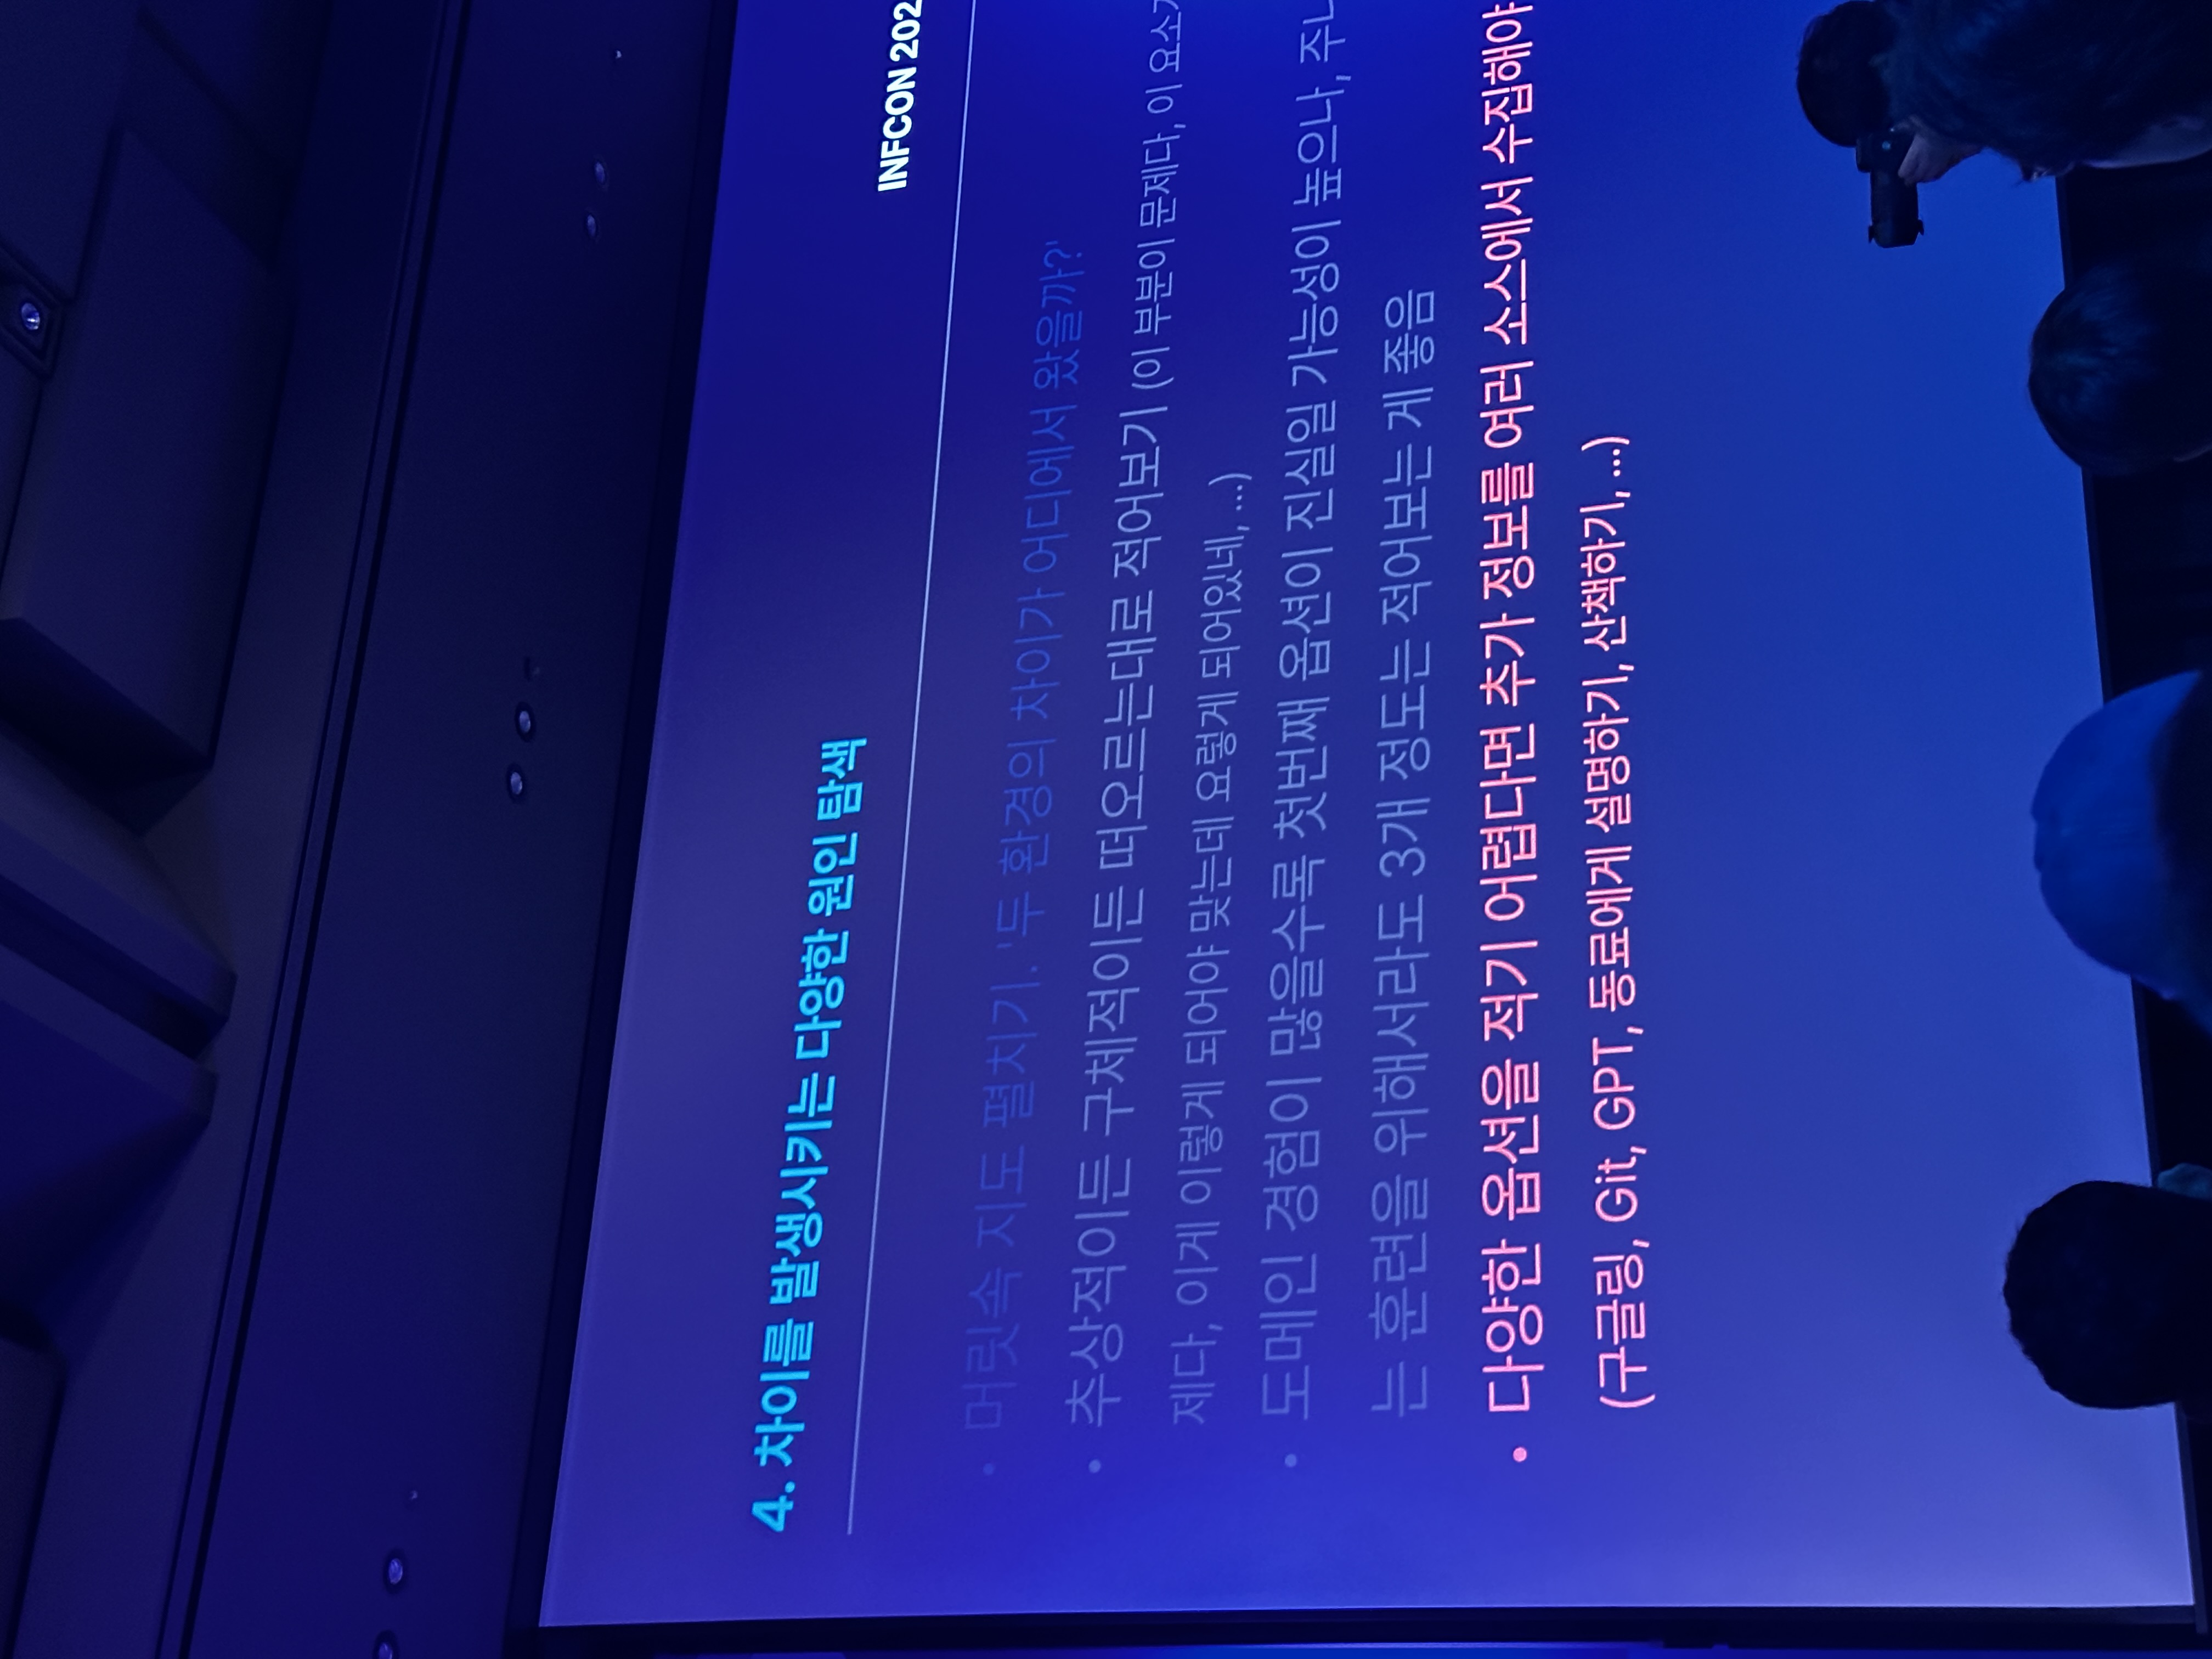 4. 차이를 발생시키는 다양한 원인 탐색
INFCON 202
• 머릿속 지도 펼치기. '두 환경의 차이가 어디에서 왔을까?'
• 추상적이든 구체적이든 떠오르는대로 적어보기 (이 부분이 문제다, 이 요소가
제다, 이게 이렇게 되어야 맞는데 요렇게 되어있네, ...)
• 도메인 경험이 많을수록 첫번째 옵션이 진실일 가능성이 높으나, 주니
는 훈련을 위해서라도 3개 정도는 적어보는 게 좋음
• 다양한 옵션을 적기 어렵다면 추가 정보를 여러 소스에서 수집해야
(구글링, Git, GPT, 동료에게 설명하기, 산책하기, ...)